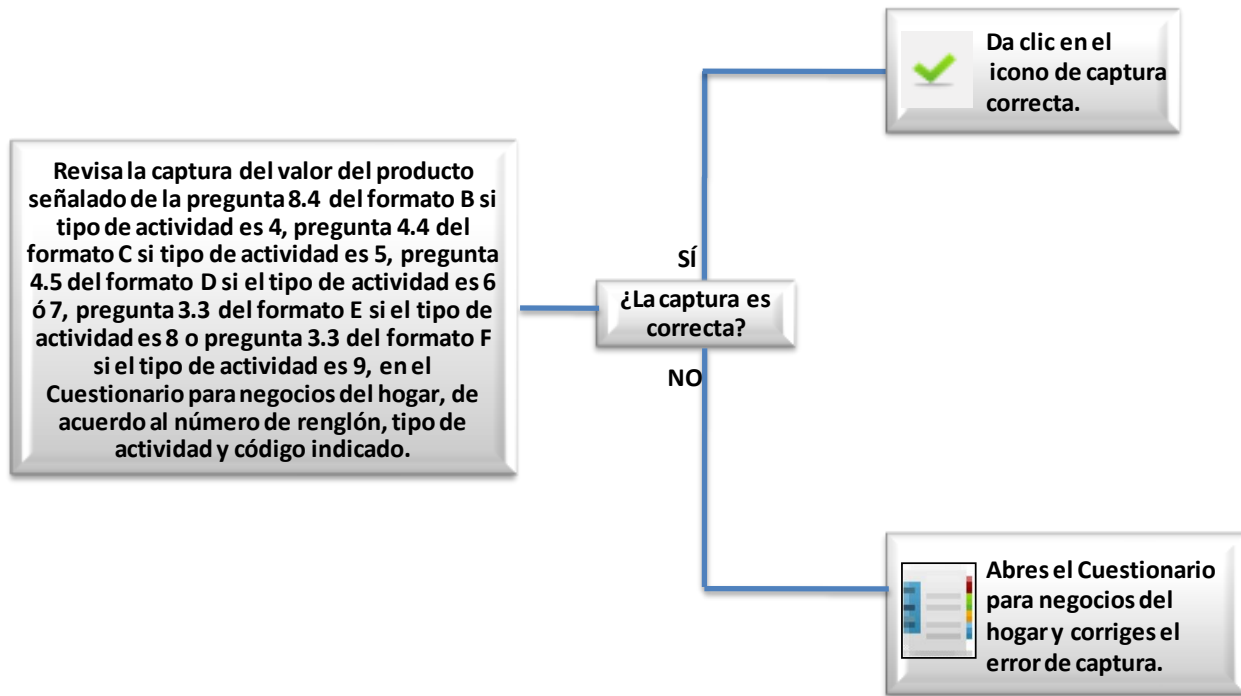 Revisa la captura del valor del producto
señalado de la pregunta 8.4 del formato B si
tipo de actividad es 4, pregunta 4.4 del
formato C si tipo de actividad es 5, pregunta
4.5 del formato D si el tipo de actividad es 6
ó 7, pregunta 3.3 del formato E si el tipo de
actividad es 8 o pregunta 3.3 del formato F
si el tipo de actividad es 9, en el
Cuestionario para negocios del hogar, de
acuerdo al número de renglón, tipo de
actividad y código indicado.
¿La captura es
correcta?
SÍ
Da clic en el
icono de captura
correcta.
NO
Abres el Cuestionario
para negocios del
hogar y corriges el
error de captura.